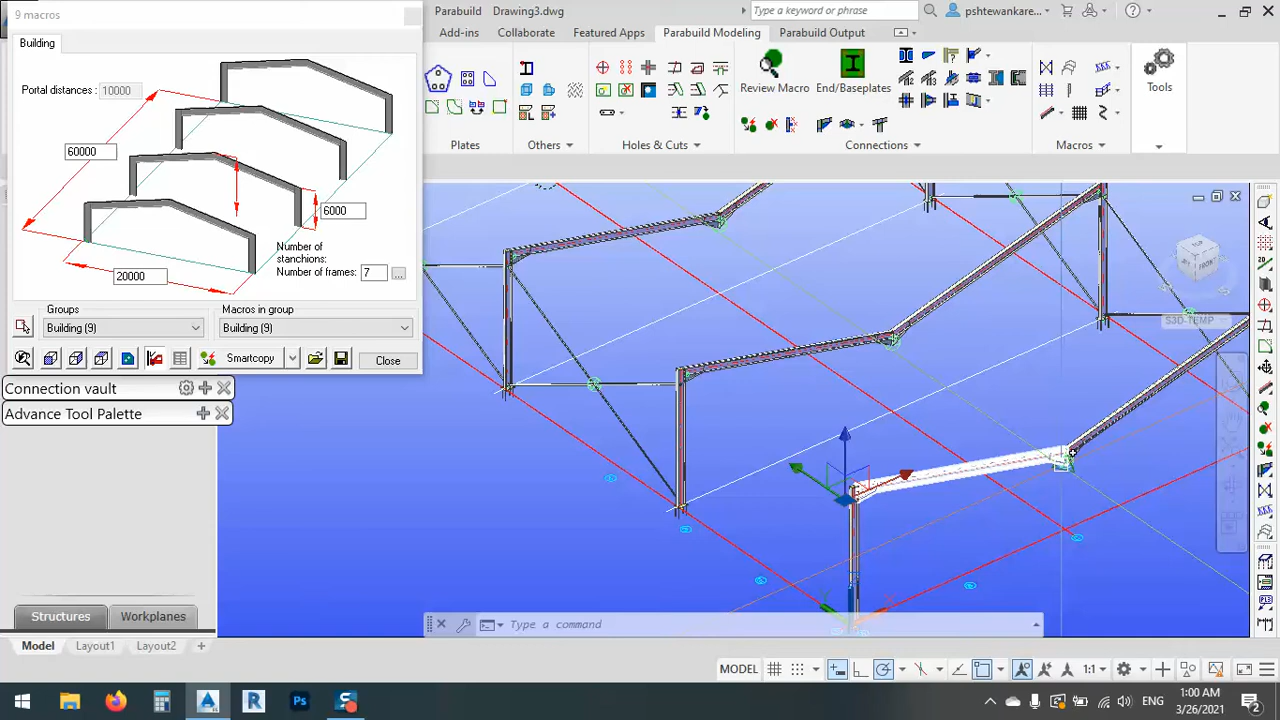 9 macros
Parabuild
Drawing3.dwg
Type a keyword or phrase
pshtewankare...
Building
Add-ins
Collaborate
Featured Apps
Parabuild Modeling
Parabuild Output
Portal distances : 10000
60000
6000
20000
Number of
stanchions:
Number of frames: 7
...
Review Macro
End/Baseplates
Tools
Plates
Others
Holes & Cuts
Connections
Macros
Groups
Macros in group
Building (9)
Building (9)
Smartcopy
Close
Connection vault
Advance Tool Palette
FRONT
S3D-TEMP
Structures
Workplanes
Type a command
Model
Layout1
Layout2
+
MODEL
1:1
ENG
1:00 AM
3/26/2021
2